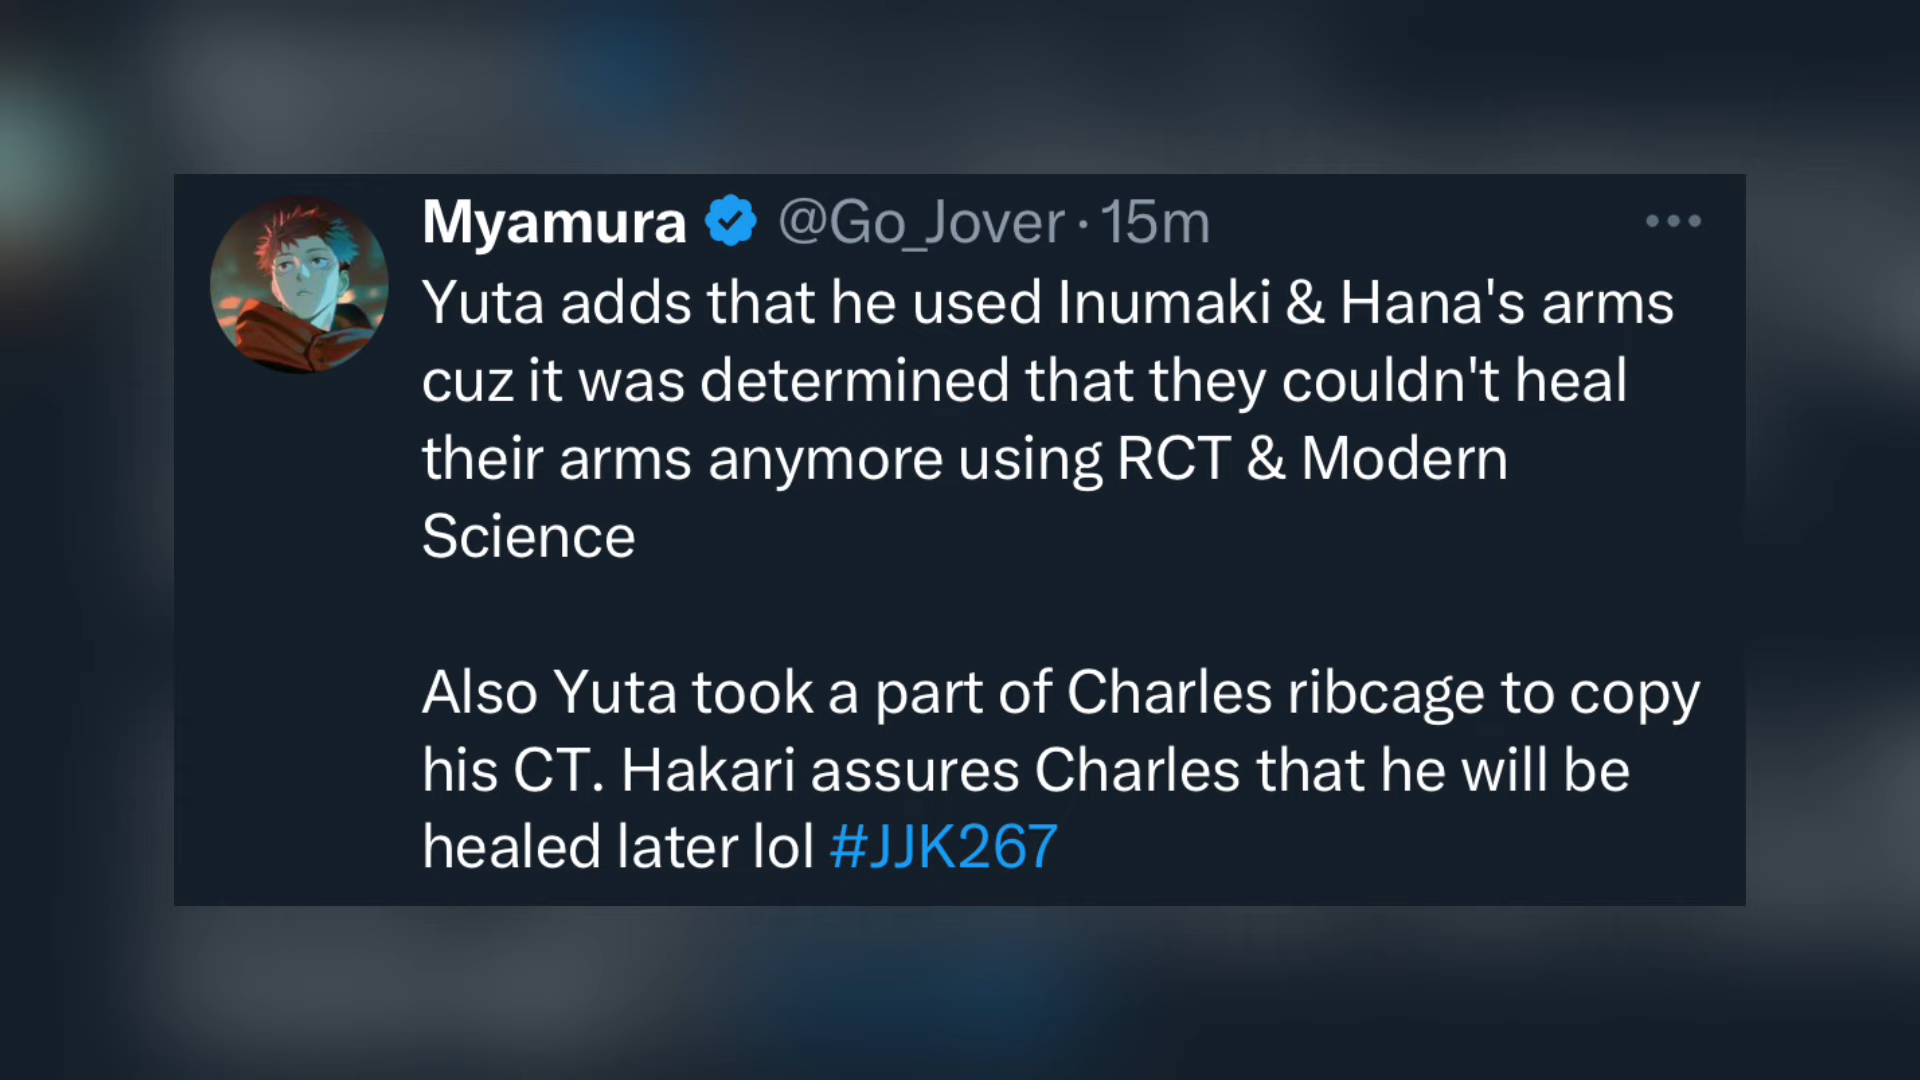 Myamura @Go_Jover · 15m
Yuta adds that he used Inumaki & Hana's arms
cuz it was determined that they couldn't heal
their arms anymore using RCT & Modern
Science
Also Yuta took a part of Charles ribcage to copy
his CT. Hakari assures Charles that he will be
healed later lol #JJK267